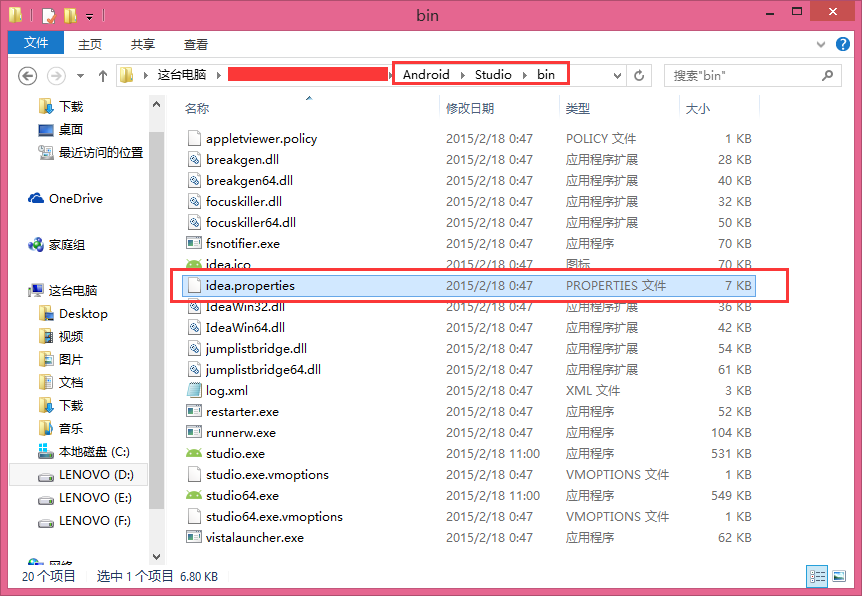 bin
文件 主页 共享 查看
这台电脑 Android Studio bin 搜索"bin"
名称 修改日期 类型 大小
下载
桌面
最近访问的位置
OneDrive
家庭组
这台电脑
Desktop
视频
图片
文档
下载
音乐
本地磁盘 (C:)
LENOVO (D:)
LENOVO (E:)
LENOVO (F:)
网络
appletviewer.policy 2015/2/18 0:47 POLICY 文件 1 KB
breakgen.dll 2015/2/18 0:47 应用程序扩展 28 KB
breakgen64.dll 2015/2/18 0:47 应用程序扩展 40 KB
focuskiller.dll 2015/2/18 0:47 应用程序扩展 32 KB
focuskiller64.dll 2015/2/18 0:47 应用程序扩展 50 KB
fsnotifier.exe 2015/2/18 0:47 应用程序 70 KB
idea.ico 2015/2/18 0:47 图标 70 KB
idea.properties 2015/2/18 0:47 PROPERTIES 文件 7 KB
IdeaWin32.dll 2015/2/18 0:47 应用程序扩展 36 KB
IdeaWin64.dll 2015/2/18 0:47 应用程序扩展 42 KB
jumplistbridge.dll 2015/2/18 0:47 应用程序扩展 54 KB
jumplistbridge64.dll 2015/2/18 0:47 应用程序扩展 61 KB
log.xml 2015/2/18 0:47 XML 文件 3 KB
restarter.exe 2015/2/18 0:47 应用程序 52 KB
runnerw.exe 2015/2/18 0:47 应用程序 104 KB
studio.exe 2015/2/18 11:00 应用程序 531 KB
studio.exe.vmoptions 2015/2/18 0:47 VMOPTIONS 文件 1 KB
studio64.exe 2015/2/18 11:00 应用程序 549 KB
studio64.exe.vmoptions 2015/2/18 0:47 VMOPTIONS 文件 1 KB
vistalauncher.exe 2015/2/18 0:47 应用程序 62 KB
20 个项目 选中 1 个项目 6.80 KB